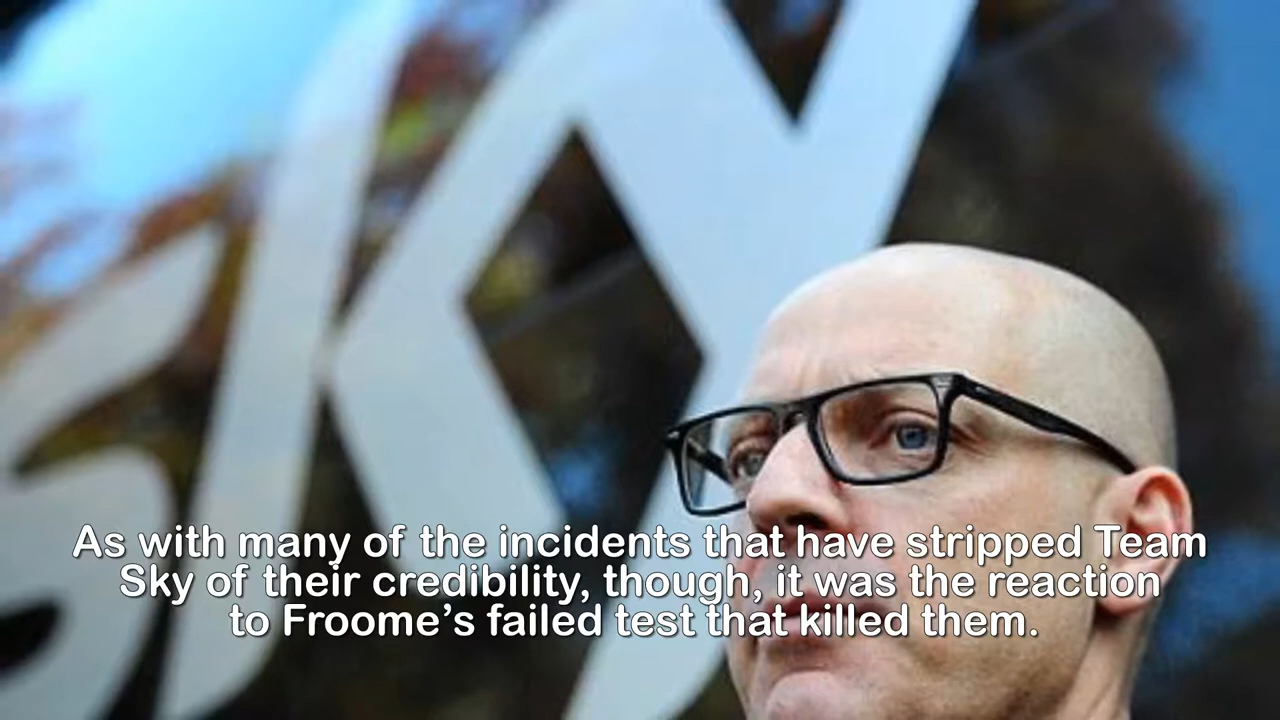 SKY
As with many of the incidents that have stripped Team
Sky of their credibility, though, it was the reaction
to Froome’s failed test that killed them.